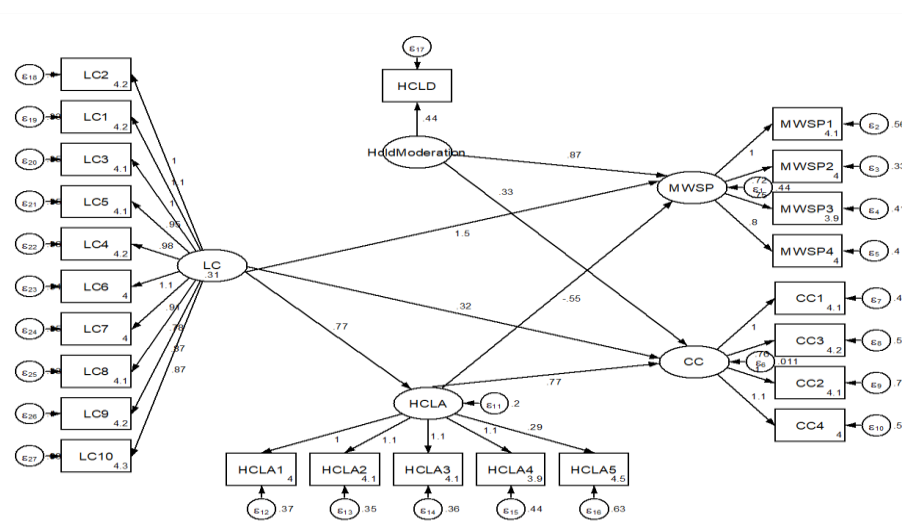 ε17
HCLD
.44
HoldModeration
.87
.33
ε18
LC2
4.2
ε19
LC1
4.2
ε20
LC3
4.1
ε21
LC5
4.1
ε22
LC4
4.2
ε23
LC6
4
ε24
LC7
4
ε25
LC8
4.1
ε26
LC9
4.2
ε27
LC10
4.3
1
1.1
1
.95
.98
1.1
.91
.78
.87
.87
LC
.31
1.5
.32
.77
MWSP
ε1
.44
1
.72
.75
.8
MWSP1
4.1
ε2
MWSP2
4
ε3
MWSP3
3.9
ε4
MWSP4
4
ε5
-.55
.77
CC
ε6
.011
1
.76
1
1.1
CC1
4.1
ε7
CC3
4.2
ε8
CC2
4.1
ε9
CC4
4
ε10
HCLA
ε11
.2
1
1.1
1.1
1.1
.29
HCLA1
4
HCLA2
4.1
HCLA3
4.1
HCLA4
3.9
HCLA5
4.5
ε12
.37
ε13
.35
ε14
.36
ε15
.44
ε16
.63